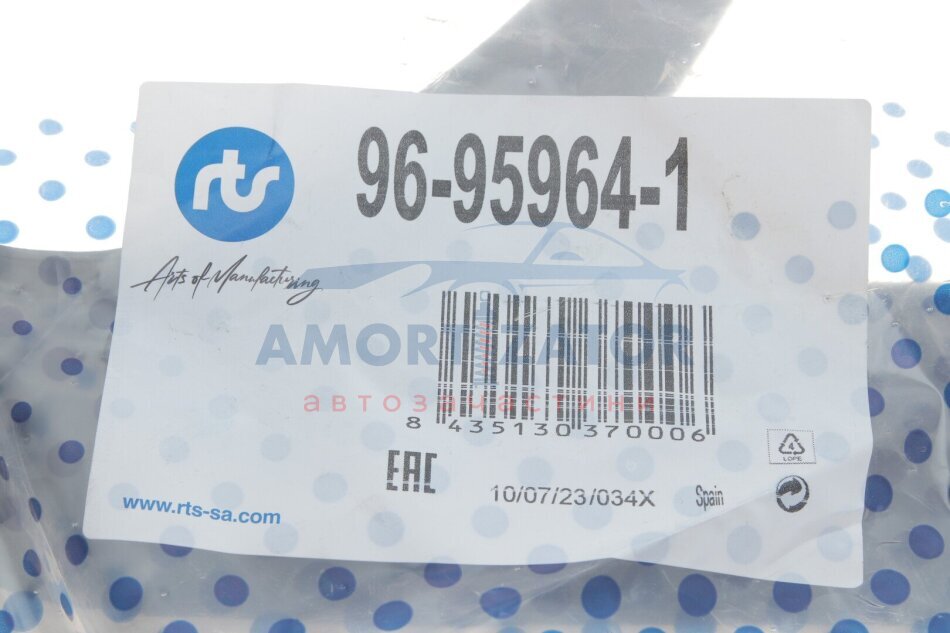 rts
96-95964-1
Arts of Manufacturing
AMORTIZATOR
автозапчастини
8 435130 370006
EAC
10/07/23/034X
Spain
4
LDPE
www.rts-sa.com